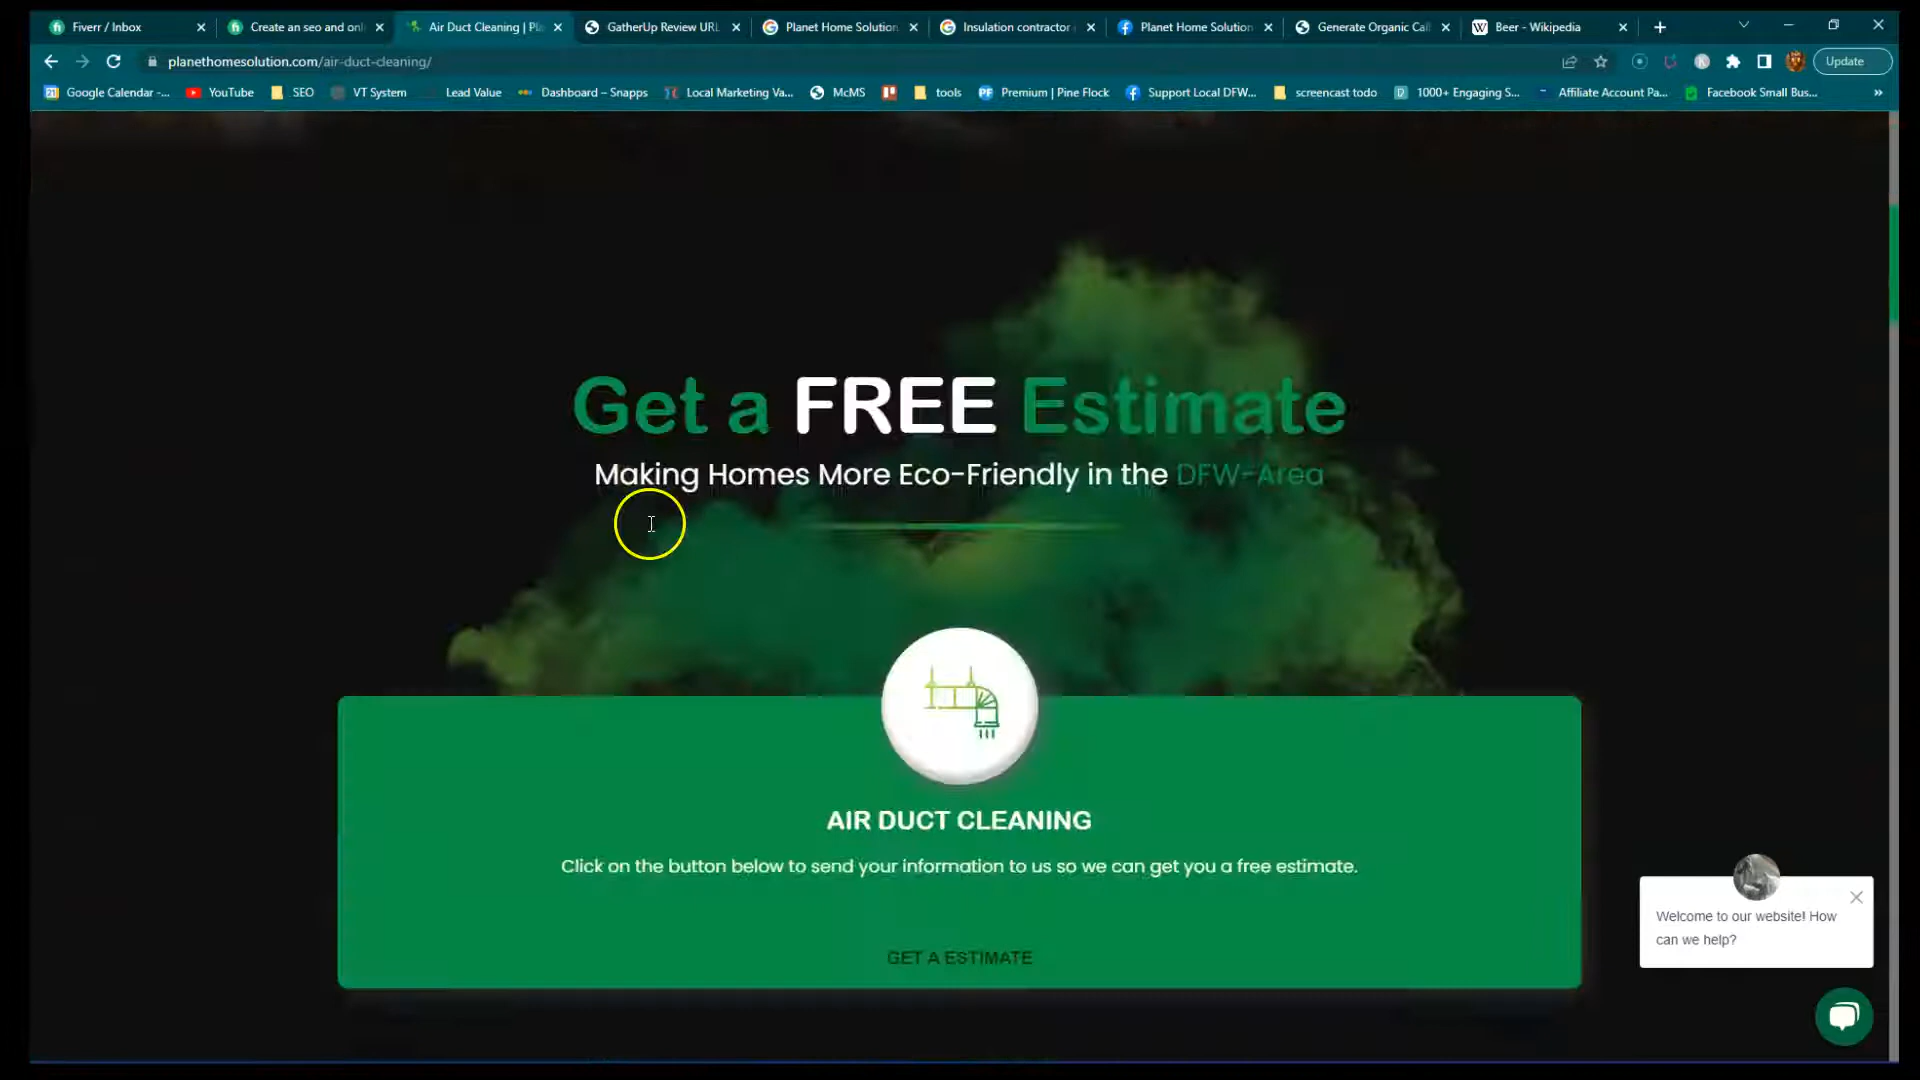 Fiverr / Inbox
Create an seo and onl
Air Duct Cleaning | Pla
GatherUp Review URL
Planet Home Solution
Insulation contractor
Planet Home Solution
Generate Organic Call
Beer - Wikipedia
planethomesolution.com/air-duct-cleaning/
Update
Google Calendar -...
YouTube
SEO
VT System
Lead Value
Dashboard – Snapps
Local Marketing Va...
McMS
tools
Premium | Pine Flock
Support Local DFW...
screencast todo
1000+ Engaging S...
Affiliate Account Pa...
Facebook Small Bus...
»
Get a FREE Estimate
Making Homes More Eco-Friendly in the DFW-Area
AIR DUCT CLEANING
Click on the button below to send your information to us so we can get you a free estimate.
GET A ESTIMATE
Welcome to our website! How
can we help?